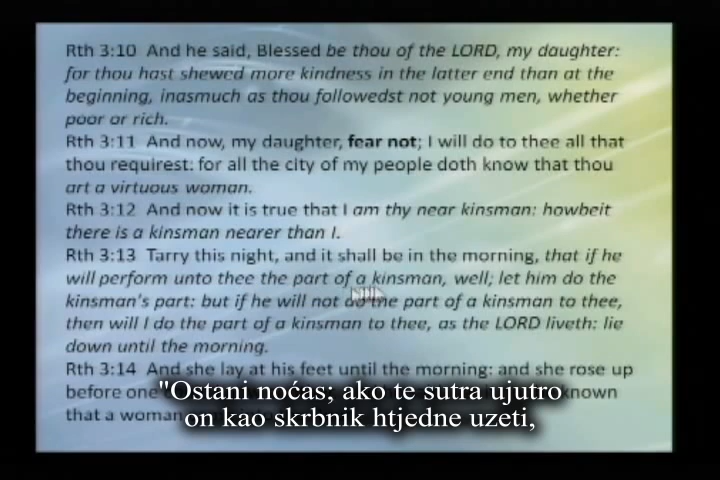 Rth 3:10 And he said, Blessed be thou of the LORD, my daughter:
for thou hast shewed more kindness in the latter end than at the
beginning, inasmuch as thou followedst not young men, whether
poor or rich.
Rth 3:11 And now, my daughter, fear not; I will do to thee all that
thou requirest: for all the city of my people doth know that thou
art a virtuous woman.
Rth 3:12 And now it is true that I am thy near kinsman: howbeit
there is a kinsman nearer than I.
Rth 3:13 Tarry this night, and it shall be in the morning, that if he
will perform unto thee the part of a kinsman, well; let him do the
kinsman's part: but if he will not do the part of a kinsman to thee,
then will I do the part of a kinsman to thee, as the LORD liveth: lie
down until the morning.
Rth 3:14 And she lay at his feet until the morning: and she rose up
before one known
that a woman
"Ostani noćas; ako te sutra ujutro
on kao skrbnik htjedne uzeti,